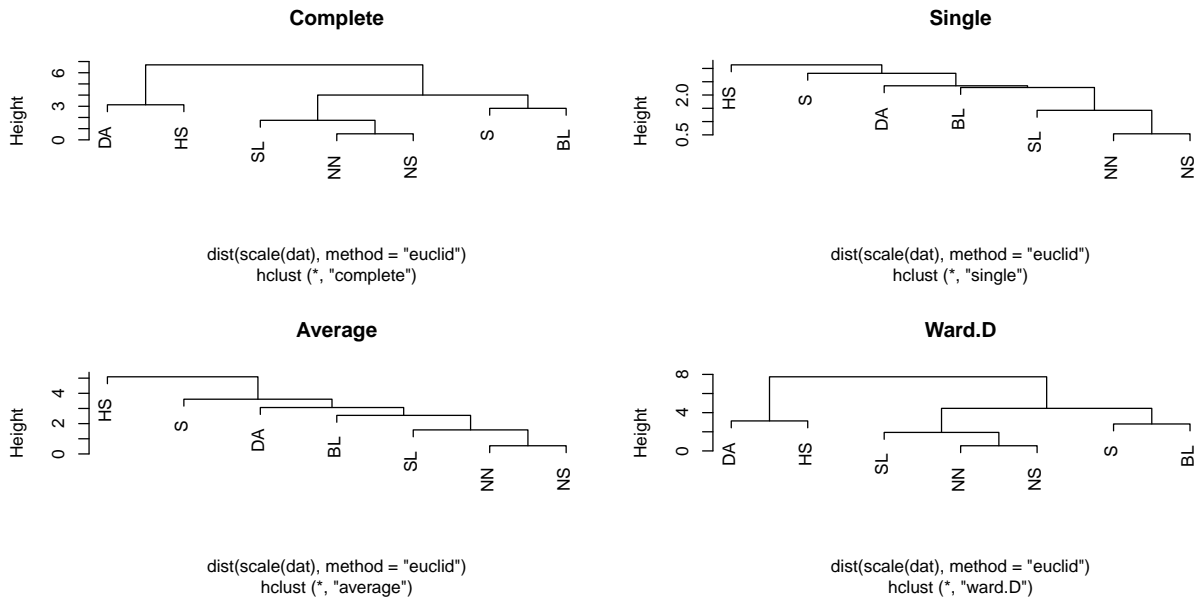 Complete
Height
0 3 6
DA
HS
SL
NN
NS
S
BL
dist(scale(dat), method = "euclid")
hclust (*, "complete")
Single
Height
0.5 2.0
HS
S
DA
BL
SL
NN
NS
dist(scale(dat), method = "euclid")
hclust (*, "single")
Average
Height
0 2 4
HS
S
DA
BL
SL
NN
NS
dist(scale(dat), method = "euclid")
hclust (*, "average")
Ward.D
Height
0 4 8
DA
HS
SL
NN
NS
S
BL
dist(scale(dat), method = "euclid")
hclust (*, "ward.D")